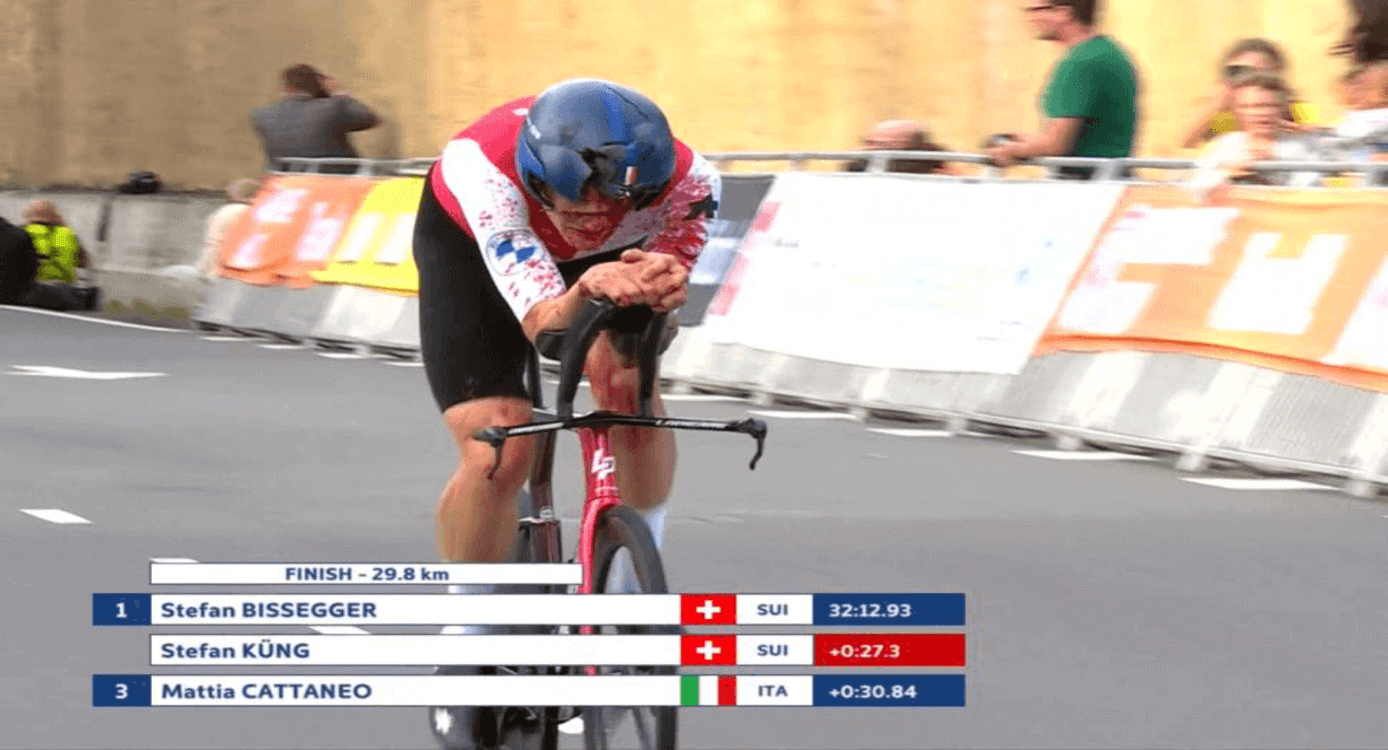 FINISH - 29.8 km
1 Stefan BISSEGGER SUI 32:12.93
Stefan KÜNG SUI +0:27.3
3 Mattia CATTANEO ITA +0:30.84